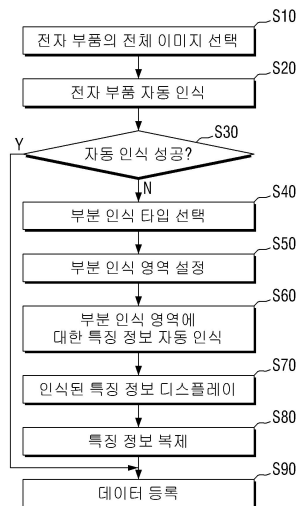 S10
전자 부품의 전체 이미지 선택
S20
전자 부품 자동 인식
S30
자동 인식 성공?
Y
N
S40
부분 인식 타입 선택
S50
부분 인식 영역 설정
S60
부분 인식 영역에
대한 특징 정보 자동 인식
S70
인식된 특징 정보 디스플레이
S80
특징 정보 복제
S90
데이터 등록